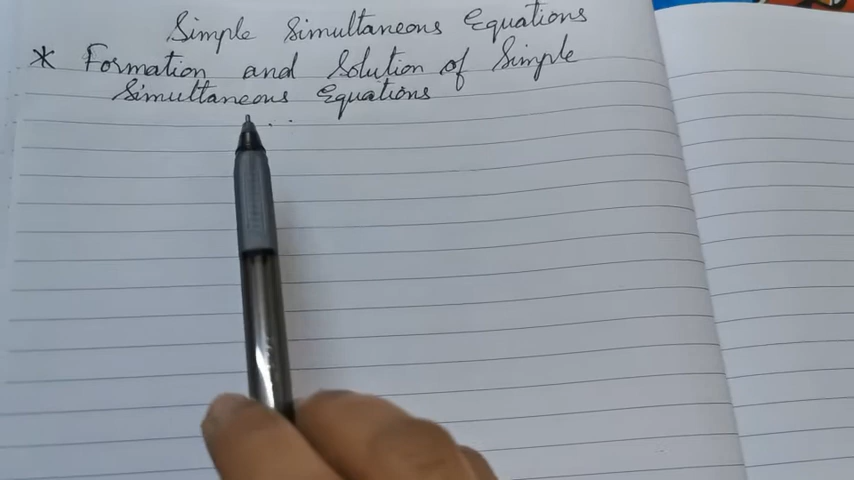 Simple Simultaneous Equations
* Formation and Solution of Simple
Simultaneous Equations